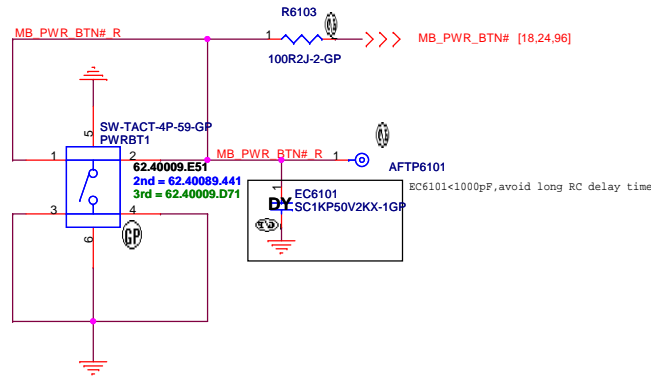 R6103
MB_PWR_BTN#_R
1
100R2J-2-GP
MB_PWR_BTN# [18,24,96]
5
SW-TACT-4P-59-GP
PWRBT1
1
2
MB_PWR_BTN#_R
1
AFTP6101
62.40009.E51
2nd = 62.40089.441
3rd = 62.40009.D71
1
EC6101
DY
SC1KP50V2KX-1GP
EC6101<1000pF,avoid long RC delay time
3
4
6
GP